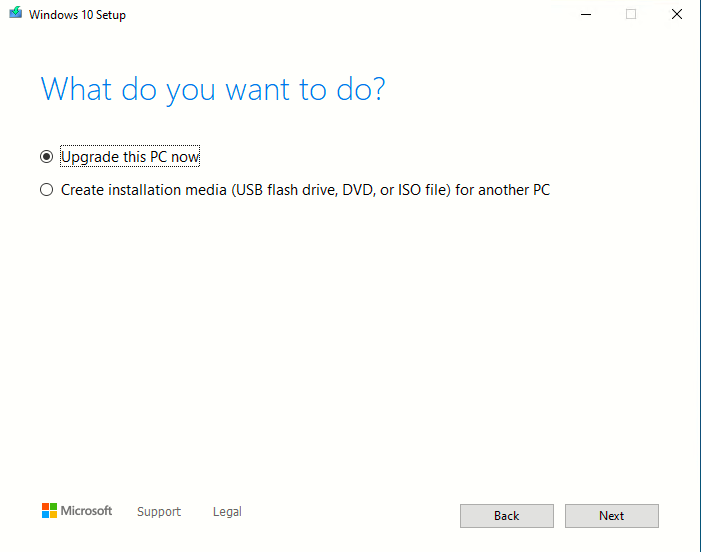 Windows 10 Setup
What do you want to do?
Upgrade this PC now
Create installation media (USB flash drive, DVD, or ISO file) for another PC
Microsoft Support Legal Back Next